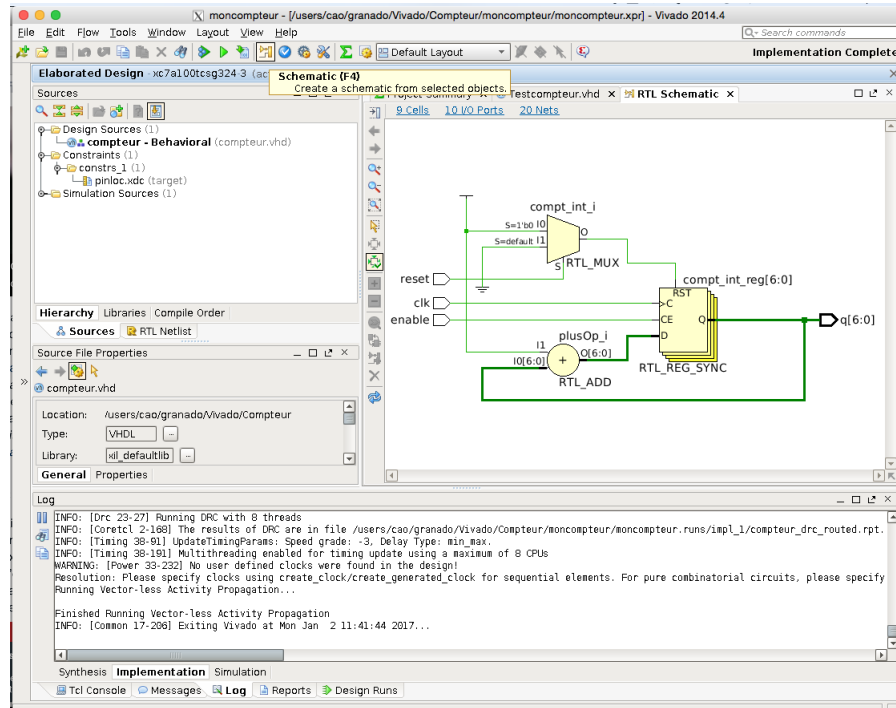 moncompteur - [/users/cao/granado/Vivado/Compteur/moncompteur/moncompteur.xpr] - Vivado 2014.4
File Edit Flow Tools Window Layout View Help
Search commands
Default Layout
Implementation Complete
Elaborated Design - xc7a100tcsg324-3 (ac
Schematic (F4)
Create a schematic from selected objects.
Sources
Project Summary
Testcompteur.vhd
RTL Schematic
9 Cells 10 I/O Ports 20 Nets
Design Sources (1)
compteur - Behavioral (compteur.vhd)
Constraints (1)
constrs_1 (1)
pinloc.xdc (target)
Simulation Sources (1)
Hierarchy Libraries Compile Order
Sources RTL Netlist
compt_int_i
S=1'b0 I0
O
S=default I1
S
RTL_MUX
reset
compt_int_reg[6:0]
RST
clk
C
enable
CE
Q
q[6:0]
D
plusOp_i
I1
O[6:0]
I0[6:0]
+
RTL_ADD
RTL_REG_SYNC
Source File Properties
compteur.vhd
Location: /users/cao/granado/Vivado/Compteur
Type: VHDL
Library: xil_defaultlib
General Properties
Log
INFO: [Drc 23-27] Running DRC with 8 threads
INFO: [Coretcl 2-168] The results of DRC are in file /users/cao/granado/Vivado/Compteur/moncompteur/moncompteur.runs/impl_1/compteur_drc_routed.rpt.
INFO: [Timing 38-91] UpdateTimingParams: Speed grade: -3, Delay Type: min_max.
INFO: [Timing 38-191] Multithreading enabled for timing update using a maximum of 8 CPUs
WARNING: [Power 33-232] No user defined clocks were found in the design!
Resolution: Please specify clocks using create_clock/create_generated_clock for sequential elements. For pure combinatorial circuits, please specify
Running Vector-less Activity Propagation...
Finished Running Vector-less Activity Propagation
INFO: [Common 17-206] Exiting Vivado at Mon Jan 2 11:41:44 2017...
Synthesis Implementation Simulation
Tcl Console Messages Log Reports Design Runs